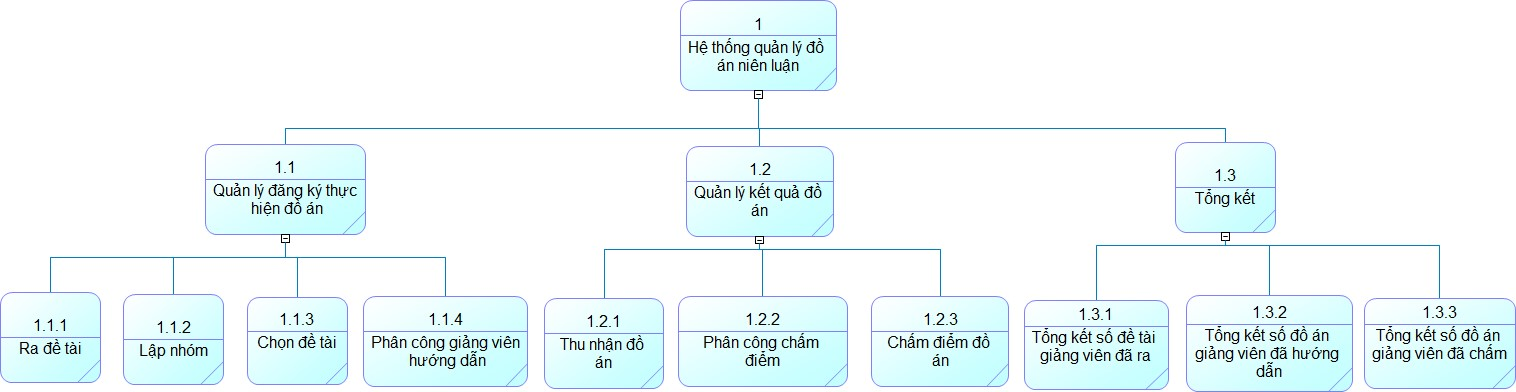 1
Hệ thống quản lý đồ
án niên luận
1.1
Quản lý đăng ký thực
hiện đồ án
1.2
Quản lý kết quả đồ
án
1.3
Tổng kết
1.1.1
Ra đề tài
1.1.2
Lập nhóm
1.1.3
Chọn đề tài
1.1.4
Phân công giảng viên
hướng dẫn
1.2.1
Thu nhận đồ
án
1.2.2
Phân công chấm
điểm
1.2.3
Chấm điểm đồ
án
1.3.1
Tổng kết số đề tài
giảng viên đã ra
1.3.2
Tổng kết số đồ án
giảng viên đã hướng
dẫn
1.3.3
Tổng kết số đồ án
giảng viên đã chấm